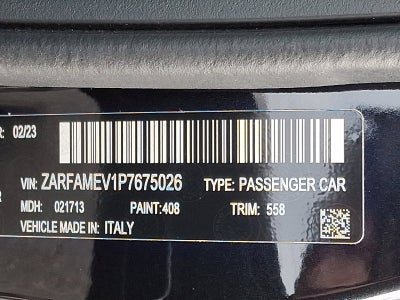 R: 02/23
VIN: ZARFAMEV1P7675026 TYPE: PASSENGER CAR
MDH: 021713 PAINT: 408 TRIM: 558
VEHICLE MADE IN: ITALY